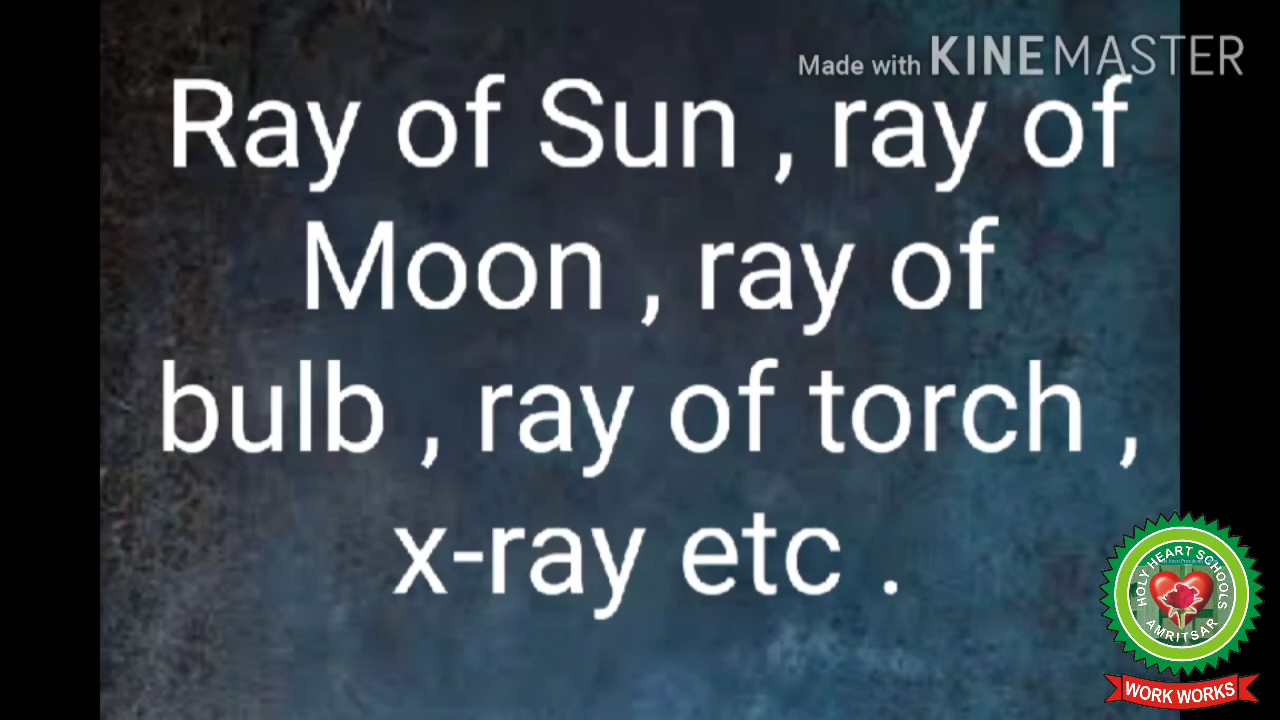 Made with KINEMASTER
Ray of Sun , ray of
Moon , ray of
bulb , ray of torch ,
x-ray etc .
HOLY HEART SCHOOLS
AMRITSAR
WORK WORKS